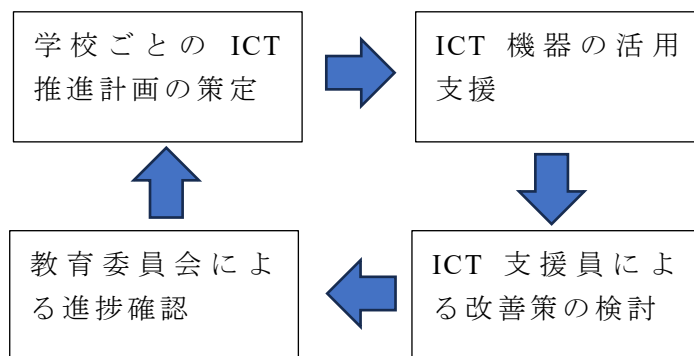 学校ごとの ICT
推進計画の策定
ICT 機器の活用
支援
教育委員会によ
る進捗確認
ICT 支援員によ
る改善策の検討